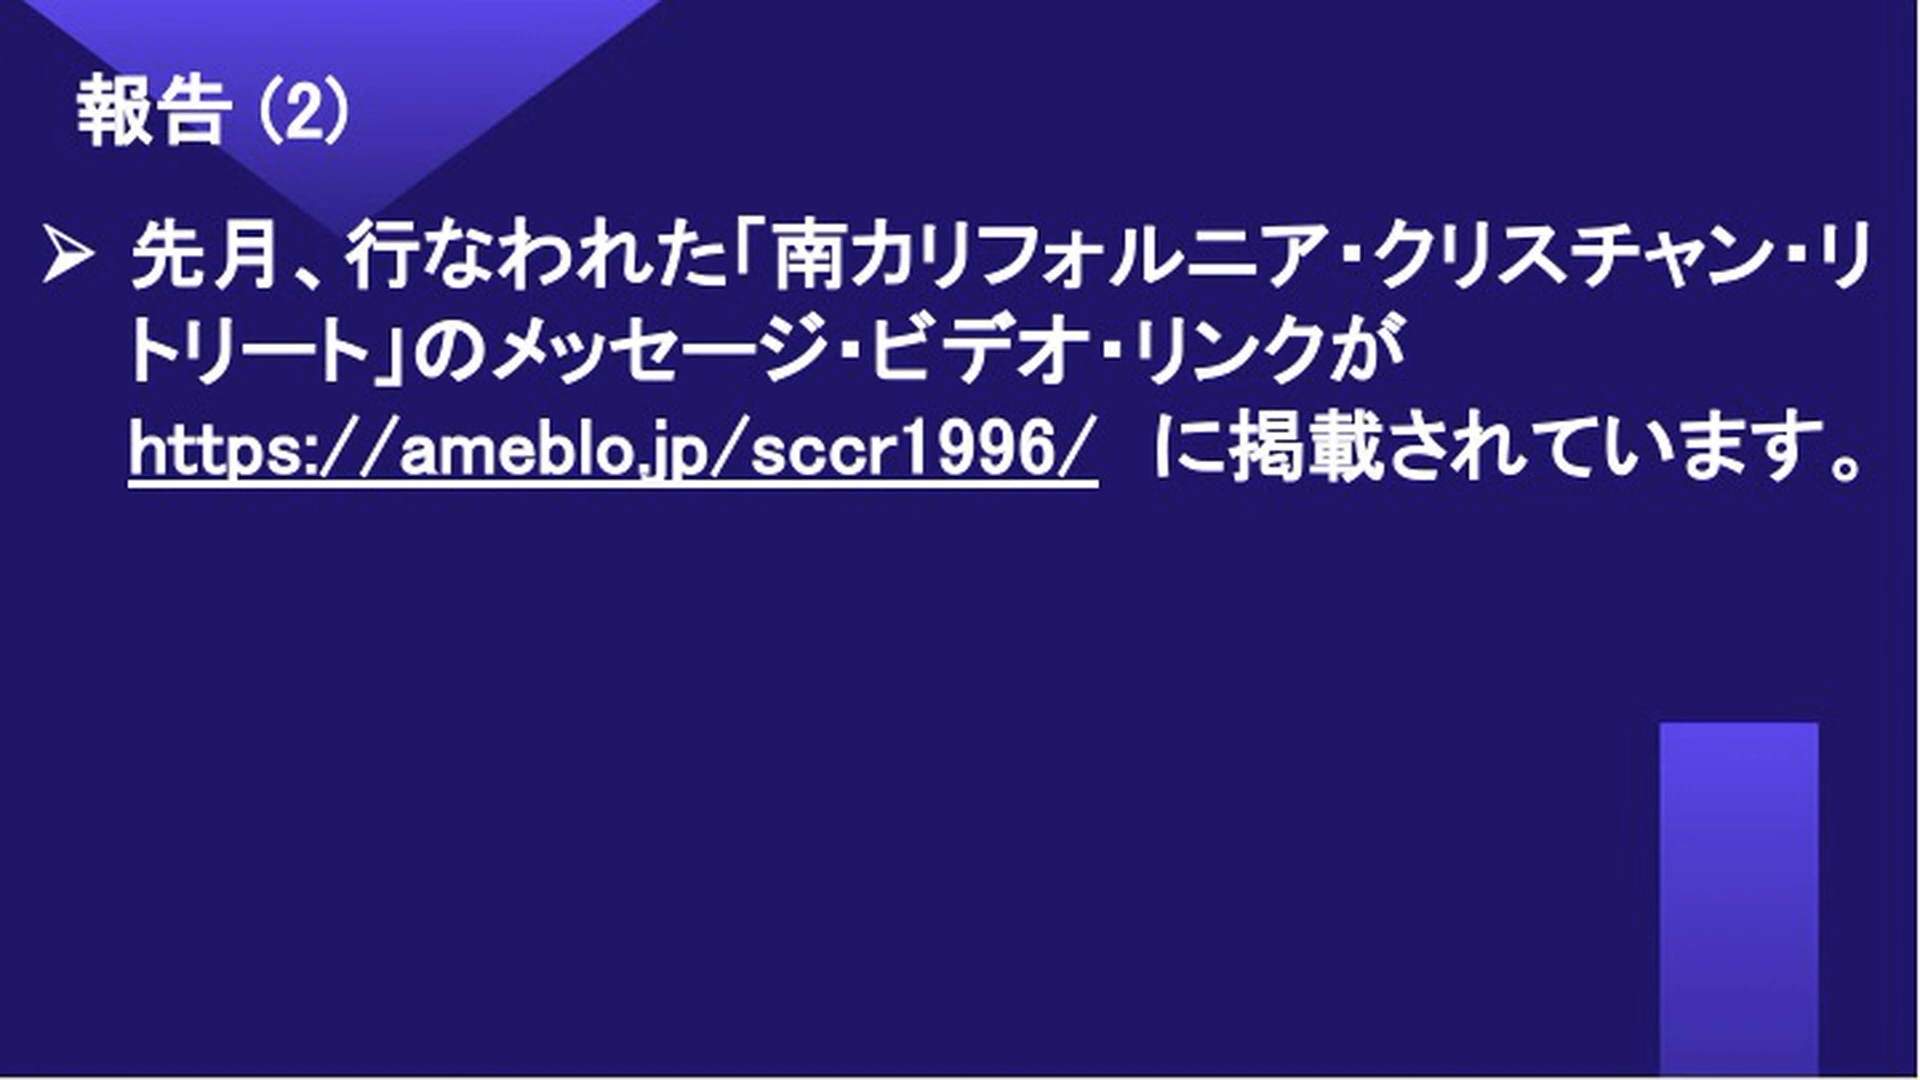 報告 (2)
➢ 先月、行なわれた「南カリフォルニア・クリスチャン・リ
トリート」のメッセージ・ビデオ・リンクが
https://ameblo.jp/sccr1996/　に掲載されています。